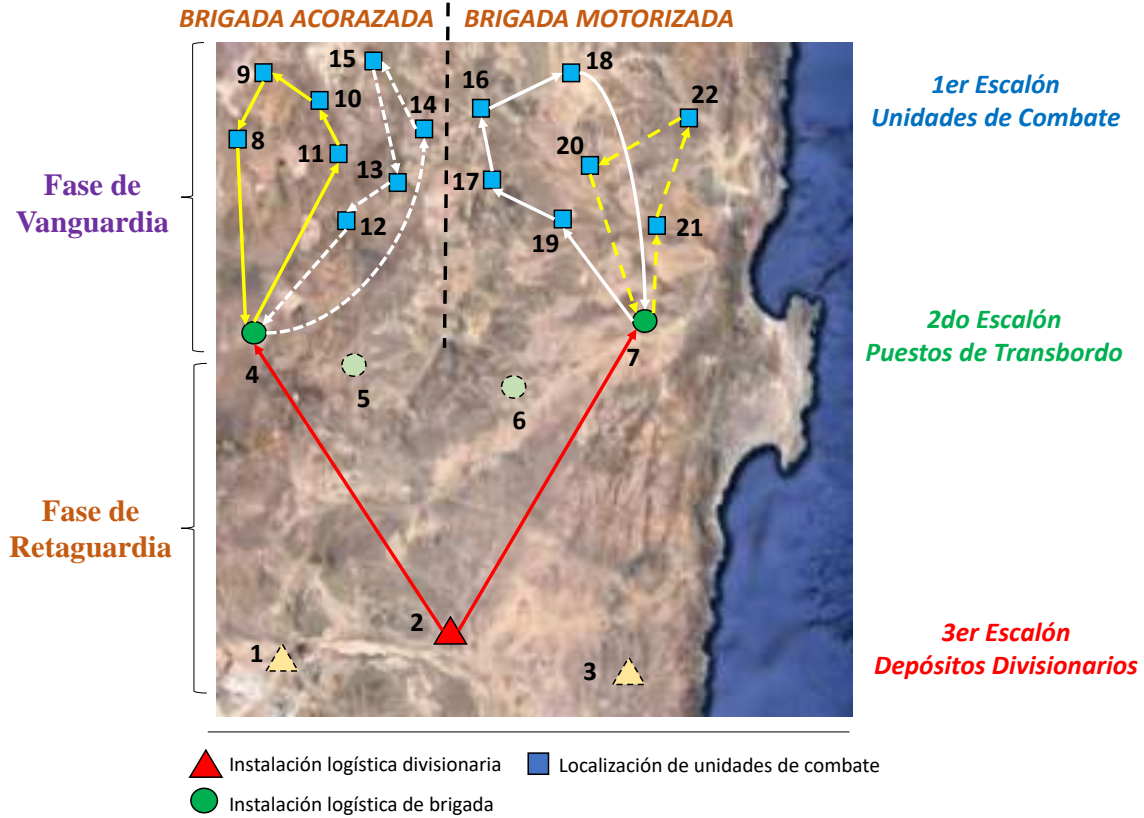 BRIGADA ACORAZADA
BRIGADA MOTORIZADA
15
18
9
10
14
16
22
8
11
13
20
17
12
19
21
Fase de
Vanguardia
1er Escalón
Unidades de Combate
4
5
6
7
2do Escalón
Puestos de Transbordo
Fase de
Retaguardia
2
1
3
3er Escalón
Depósitos Divisionarios
Instalación logística divisionaria
Localización de unidades de combate
Instalación logística de brigada